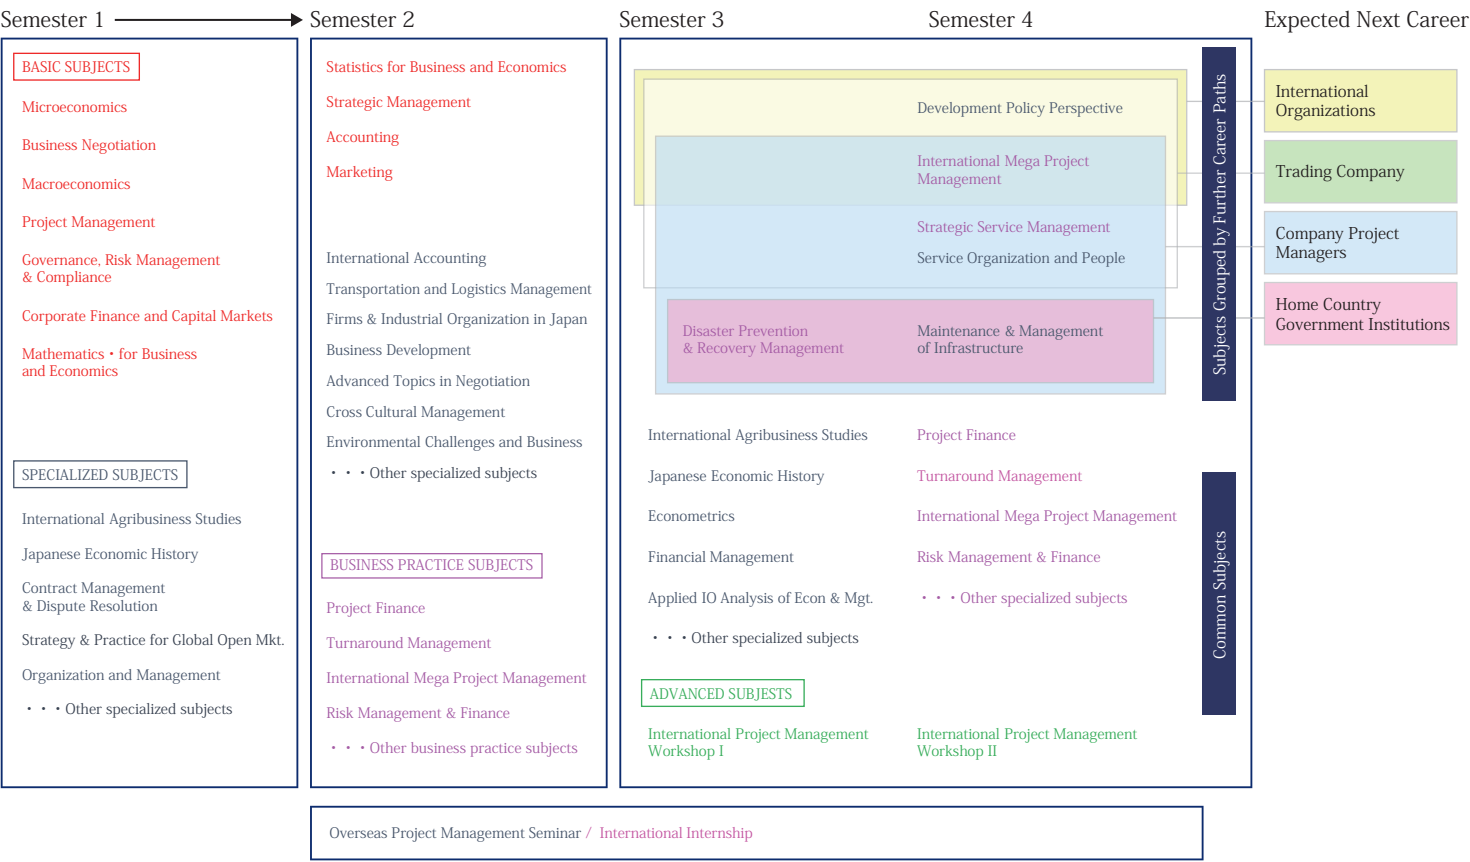 Semester 1
Semester 2
Semester 3
Semester 4
Expected Next Career
BASIC SUBJECTS
Microeconomics
Business Negotiation
Macroeconomics
Project Management
Governance, Risk Management
& Compliance
Corporate Finance and Capital Markets
Mathematics・for Business
and Economics
SPECIALIZED SUBJECTS
International Agribusiness Studies
Japanese Economic History
Contract Management
& Dispute Resolution
Strategy & Practice for Global Open Mkt.
Organization and Management
・・・Other specialized subjects
Statistics for Business and Economics
Strategic Management
Accounting
Marketing
International Accounting
Transportation and Logistics Management
Firms & Industrial Organization in Japan
Business Development
Advanced Topics in Negotiation
Cross Cultural Management
Environmental Challenges and Business
・・・Other specialized subjects
BUSINESS PRACTICE SUBJECTS
Project Finance
Turnaround Management
International Mega Project Management
Risk Management & Finance
・・・Other business practice subjects
Development Policy Perspective
International Mega Project
Management
Strategic Service Management
Service Organization and People
Disaster Prevention
& Recovery Management
Maintenance & Management
of Infrastructure
International Agribusiness Studies
Japanese Economic History
Econometrics
Financial Management
Applied IO Analysis of Econ & Mgt.
・・・Other specialized subjects
Project Finance
Turnaround Management
International Mega Project Management
Risk Management & Finance
・・・Other specialized subjects
ADVANCED SUBJESTS
International Project Management
Workshop I
International Project Management
Workshop II
Subjects Grouped by Further Career Paths
Common Subjects
International
Organizations
Trading Company
Company Project
Managers
Home Country
Government Institutions
Overseas Project Management Seminar / International Internship